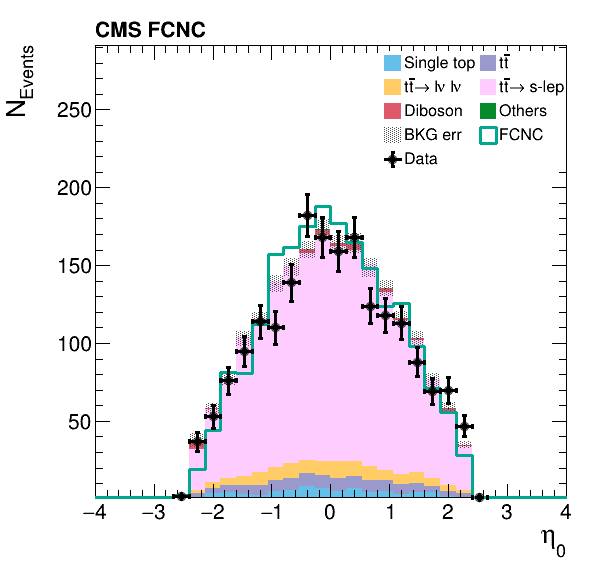 CMS FCNC
N_Events
Single top
tt̄
tt̄→ lν lν
tt̄→ s-lep
Diboson
Others
BKG err
FCNC
Data
250
200
150
100
50
−4 −3 −2 −1 0 1 2 3 4
η_0